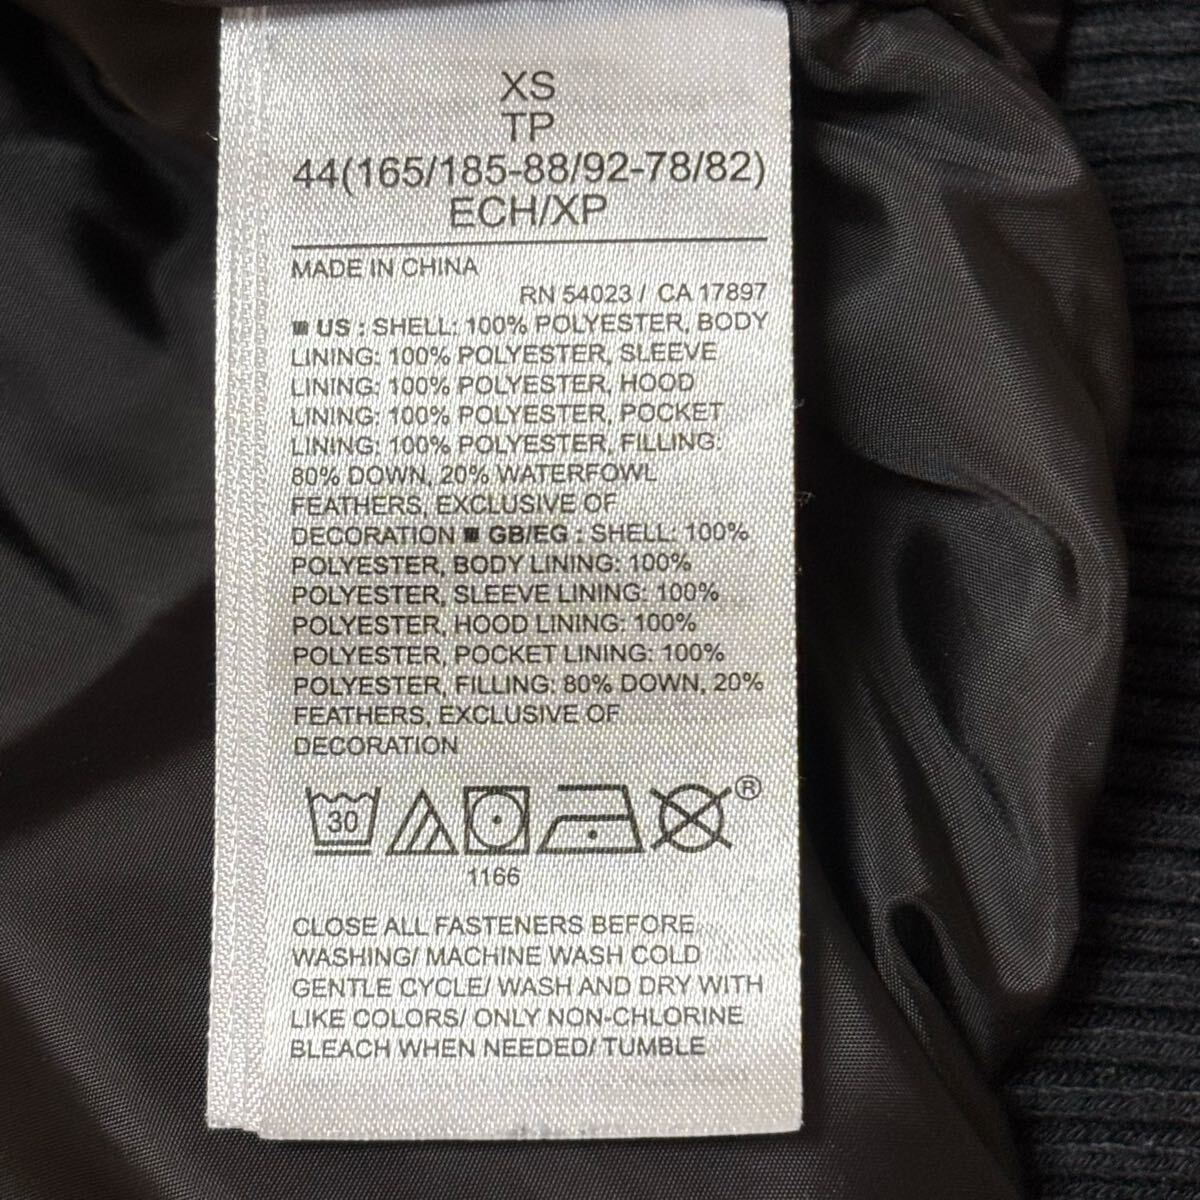 XS
TP
44(165/185-88/92-78/82)
ECH/XP
MADE IN CHINA
RN 54023 / CA 17897
■ US : SHELL: 100% POLYESTER, BODY
LINING: 100% POLYESTER, SLEEVE
LINING: 100% POLYESTER, HOOD
LINING: 100% POLYESTER, POCKET
LINING: 100% POLYESTER, FILLING:
80% DOWN, 20% WATERFOWL
FEATHERS, EXCLUSIVE OF
DECORATION ■ GB/EG : SHELL: 100%
POLYESTER, BODY LINING: 100%
POLYESTER, SLEEVE LINING: 100%
POLYESTER, HOOD LINING: 100%
POLYESTER, POCKET LINING: 100%
POLYESTER, FILLING: 80% DOWN, 20%
FEATHERS, EXCLUSIVE OF
DECORATION
30 ®
1166
CLOSE ALL FASTENERS BEFORE
WASHING/ MACHINE WASH COLD
GENTLE CYCLE/ WASH AND DRY WITH
LIKE COLORS/ ONLY NON-CHLORINE
BLEACH WHEN NEEDED/ TUMBLE